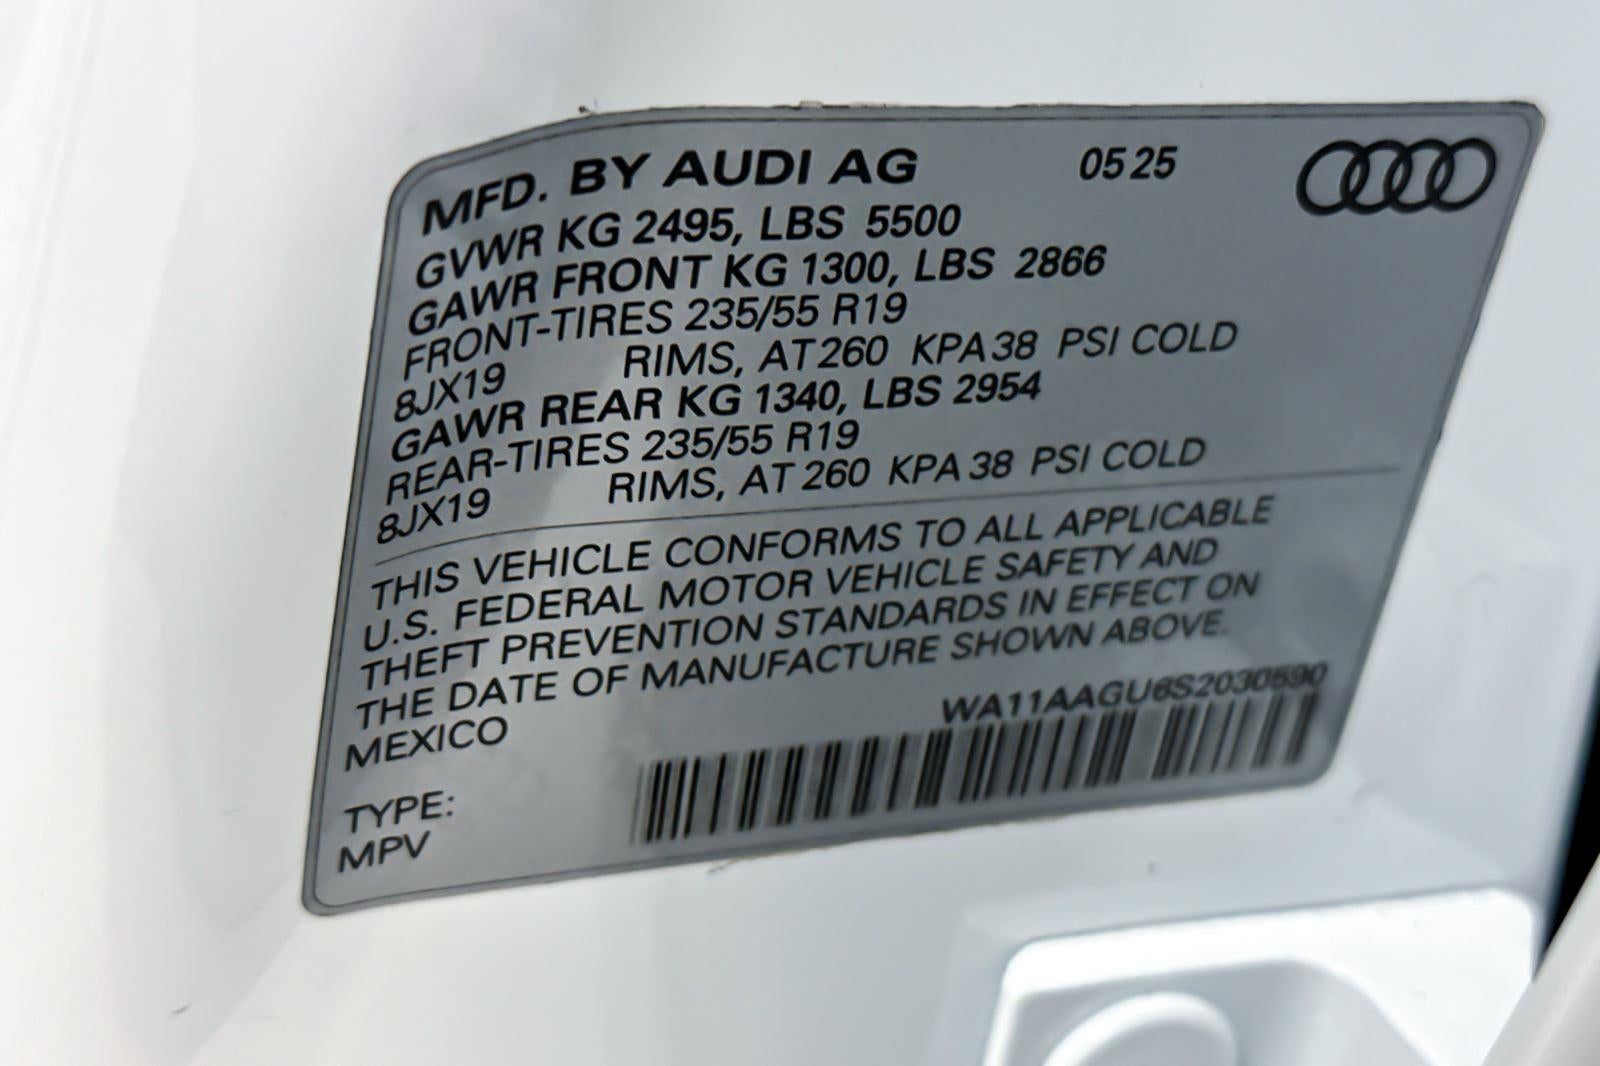 MFD. BY AUDI AG 05 25
GVWR KG 2495, LBS 5500
GAWR FRONT KG 1300, LBS 2866
FRONT-TIRES 235/55 R19
8JX19 RIMS, AT 260 KPA 38 PSI COLD
GAWR REAR KG 1340, LBS 2954
REAR-TIRES 235/55 R19
8JX19 RIMS, AT 260 KPA 38 PSI COLD
THIS VEHICLE CONFORMS TO ALL APPLICABLE
U.S. FEDERAL MOTOR VEHICLE SAFETY AND
THEFT PREVENTION STANDARDS IN EFFECT ON
THE DATE OF MANUFACTURE SHOWN ABOVE.
MEXICO
WA11AAGU6S2030590
TYPE:
MPV